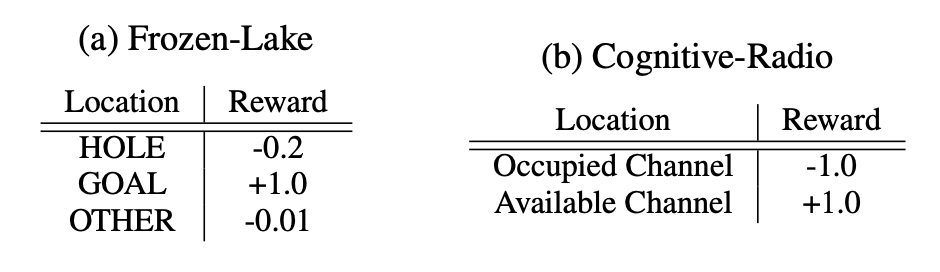 (a) Frozen-Lake
Location Reward
HOLE -0.2
GOAL +1.0
OTHER -0.01
(b) Cognitive-Radio
Location Reward
Occupied Channel -1.0
Available Channel +1.0